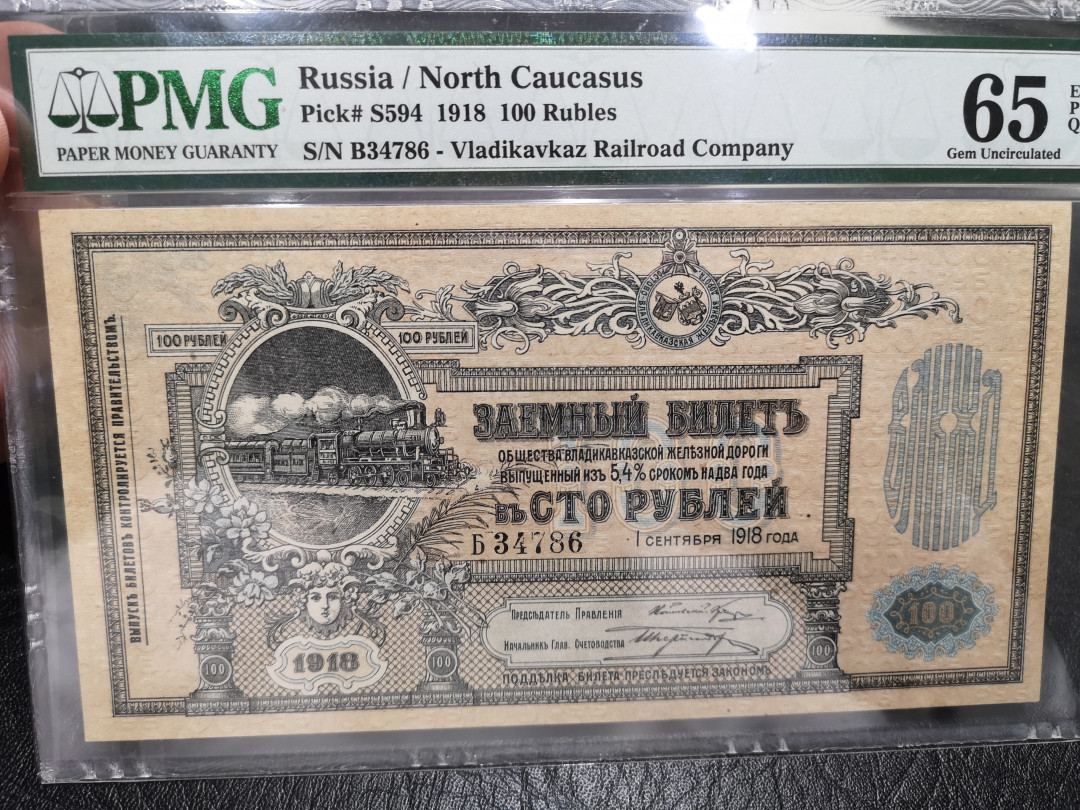 PMG
PAPER MONEY GUARANTY
Russia / North Caucasus
Pick# S594 1918 100 Rubles
S/N B34786 - Vladikavkaz Railroad Company
65
Gem Uncirculated
E
P
Q
100 РУБЛЕЙ
100 РУБЛЕЙ
ВЫПУСКЪ БИЛЕТОВЪ КОНТРОЛИРУЕТСЯ ПРАВИТЕЛЬСТВОМЪ.
ЗАЕМНЫЙ БИЛЕТЪ
ОБЩЕСТВА ВЛАДИКАВКАЗСКОЙ ЖЕЛѢЗНОЙ ДОРОГИ
ВЫПУЩЕННЫЙ ИЗЪ 5,4% СРОКОМЪ НА ДВА ГОДА
ВЪ СТО РУБЛЕЙ
Б 34786
1 СЕНТЯБРЯ 1918 ГОДА
ПРЕДСѢДАТЕЛЬ ПРАВЛЕНІЯ
НАЧАЛЬНИКЪ ГЛАВ. СЧЕТОВОДСТВА
ПОДДѢЛКА БИЛЕТА ПРЕСЛѢДУЕТСЯ ЗАКОНОМЪ
1918
100
100
100
100
100